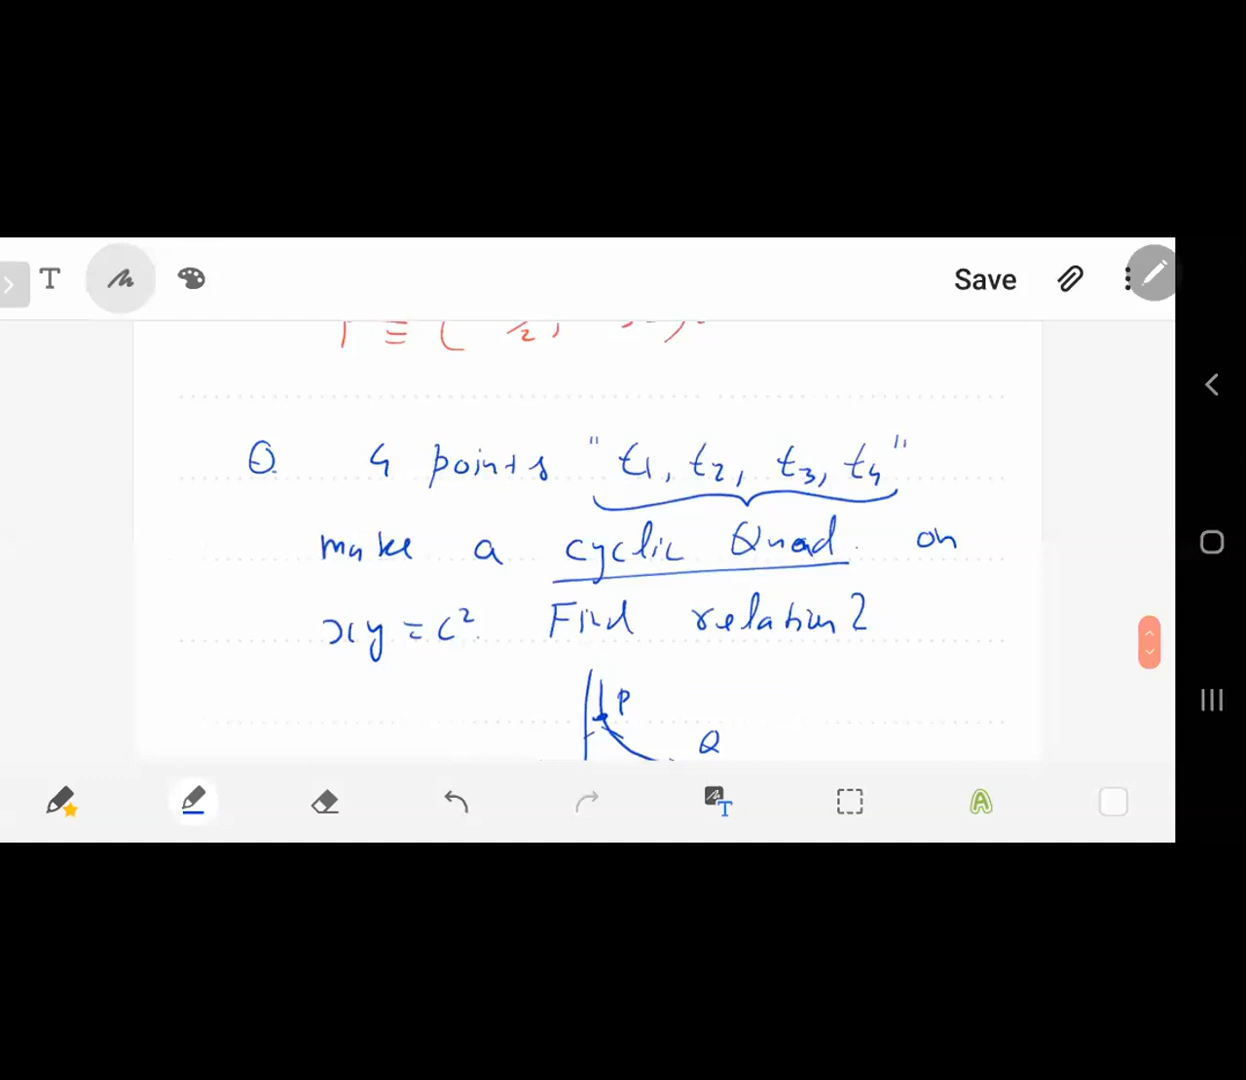 T Save
Q. 4 points "t1, t2, t3, t4"
make a cyclic Quad. on
xy = c². Find relation?
P
Q